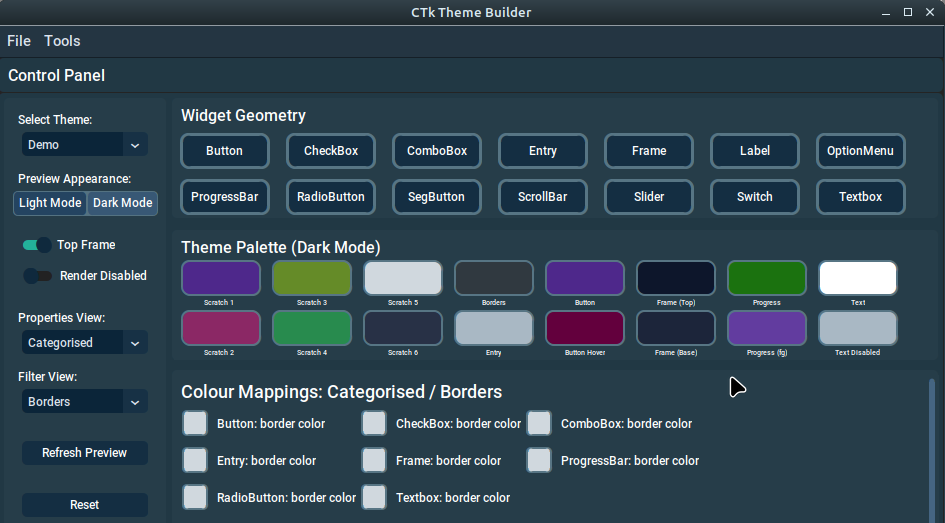 CTk Theme Builder
File Tools
Control Panel
Select Theme:
Demo
Preview Appearance:
Light Mode Dark Mode
Top Frame
Render Disabled
Properties View:
Categorised
Filter View:
Borders
Refresh Preview
Reset
Widget Geometry
Button CheckBox ComboBox Entry Frame Label OptionMenu
ProgressBar RadioButton SegButton ScrollBar Slider Switch Textbox
Theme Palette (Dark Mode)
Scratch 1 Scratch 3 Scratch 5 Borders Button Frame (Top) Progress Text
Scratch 2 Scratch 4 Scratch 6 Entry Button Hover Frame (Base) Progress (fg) Text Disabled
Colour Mappings: Categorised / Borders
Button: border color CheckBox: border color ComboBox: border color
Entry: border color Frame: border color ProgressBar: border color
RadioButton: border color Textbox: border color